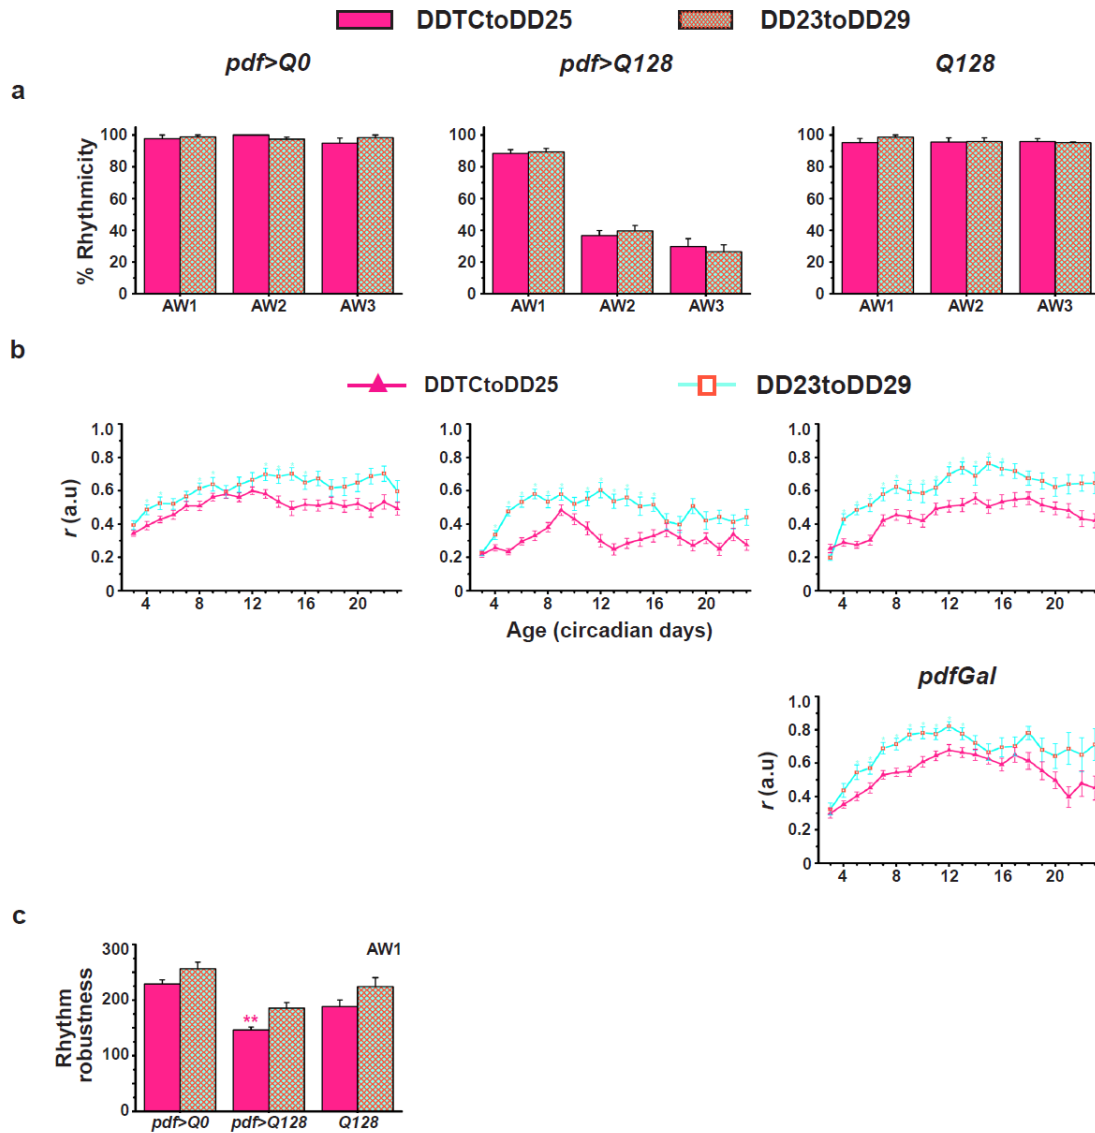 DDTCtoDD25 DD23toDD29
pdf>Q0 pdf>Q128 Q128
a
% Rhythmicity
100 100 100
80 80 80
60 60 60
40 40 40
20 20 20
0 0 0
AW1 AW2 AW3 AW1 AW2 AW3 AW1 AW2 AW3
b
DDTCtoDD25 DD23toDD29
r (a.u)
1.0 1.0 1.0
0.8 0.8 0.8
0.6 0.6 0.6
0.4 0.4 0.4
0.2 0.2 0.2
0 0 0
4 8 12 16 20 4 8 12 16 20 4 8 12 16 20
Age (circadian days)
pdfGal
r (a.u)
1.0
0.8
0.6
0.4
0.2
0
4 8 12 16 20
c
AW1
Rhythm
robustness
300
200
100
0
**
pdf>Q0 pdf>Q128 Q128